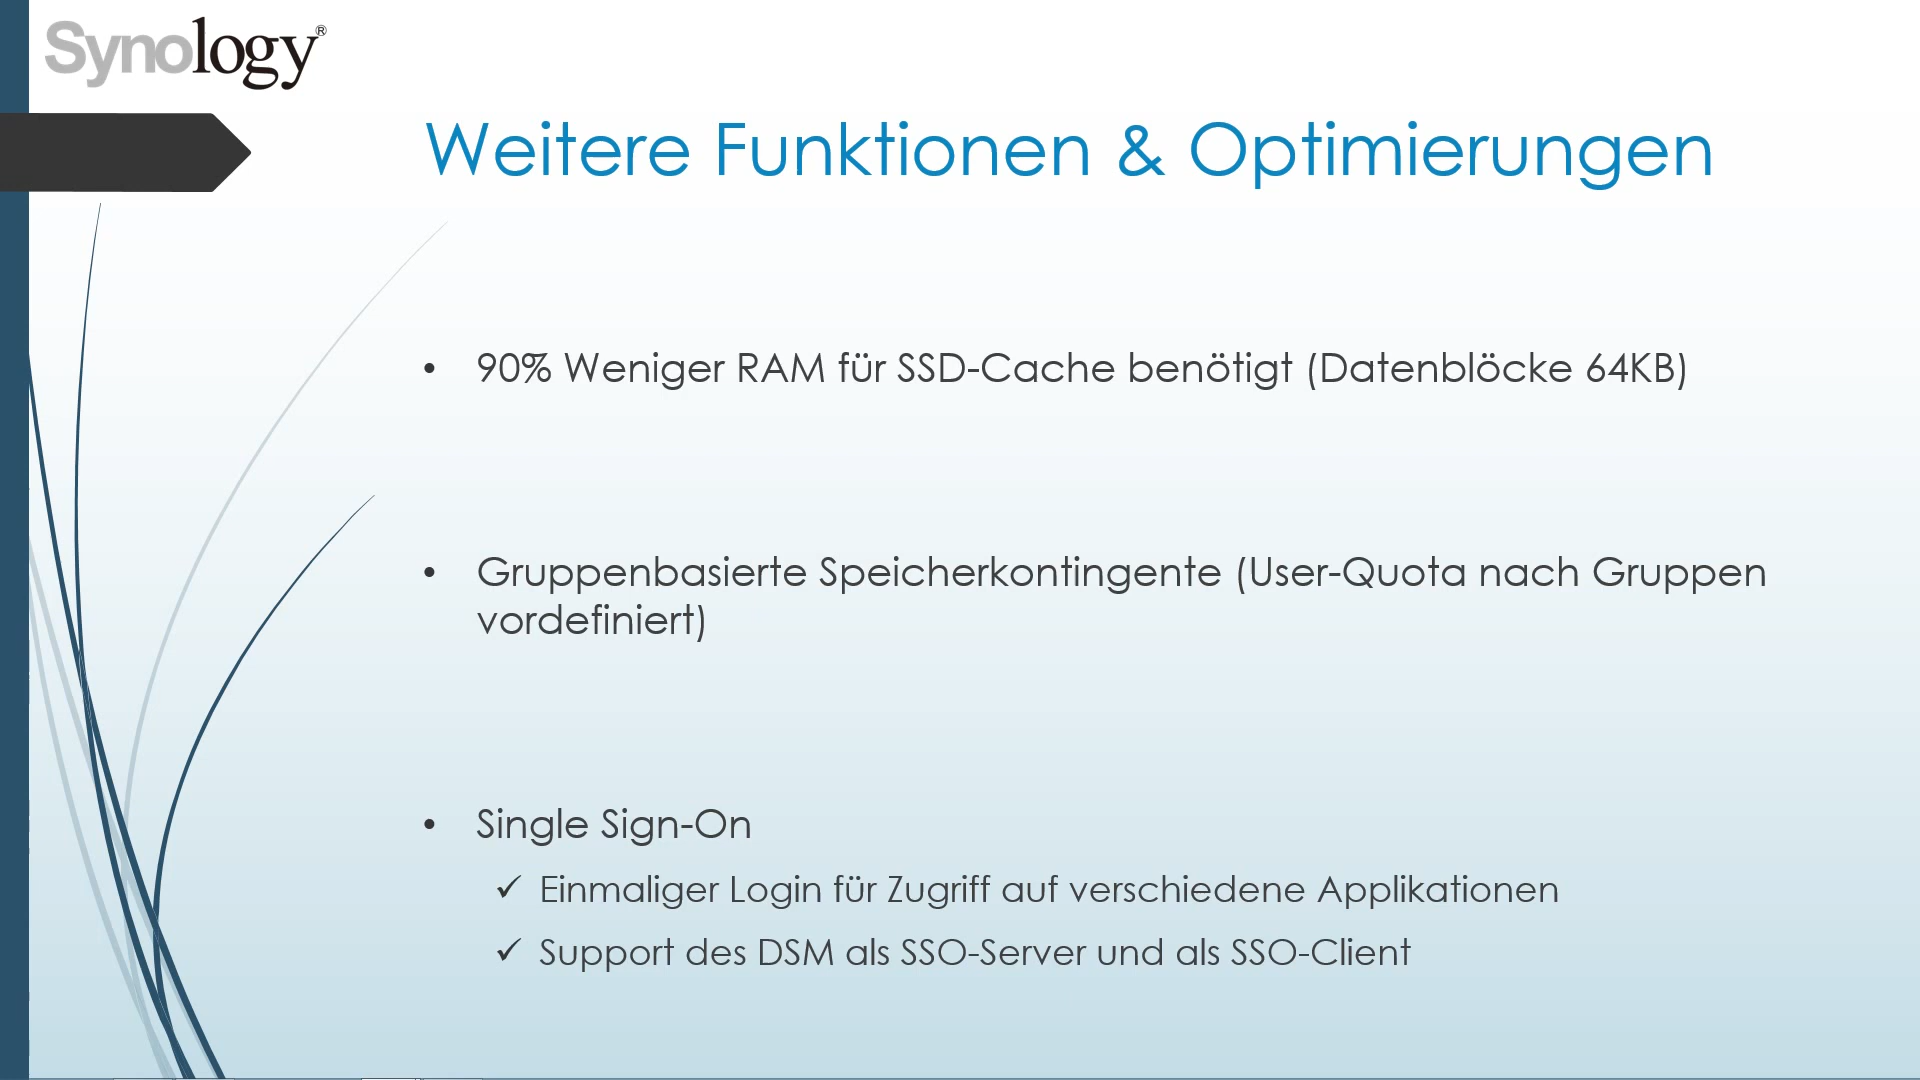 Synology®
Weitere Funktionen & Optimierungen
• 90% Weniger RAM für SSD-Cache benötigt (Datenblöcke 64KB)
• Gruppenbasierte Speicherkontingente (User-Quota nach Gruppen
vordefiniert)
• Single Sign-On
✓ Einmaliger Login für Zugriff auf verschiedene Applikationen
✓ Support des DSM als SSO-Server und als SSO-Client